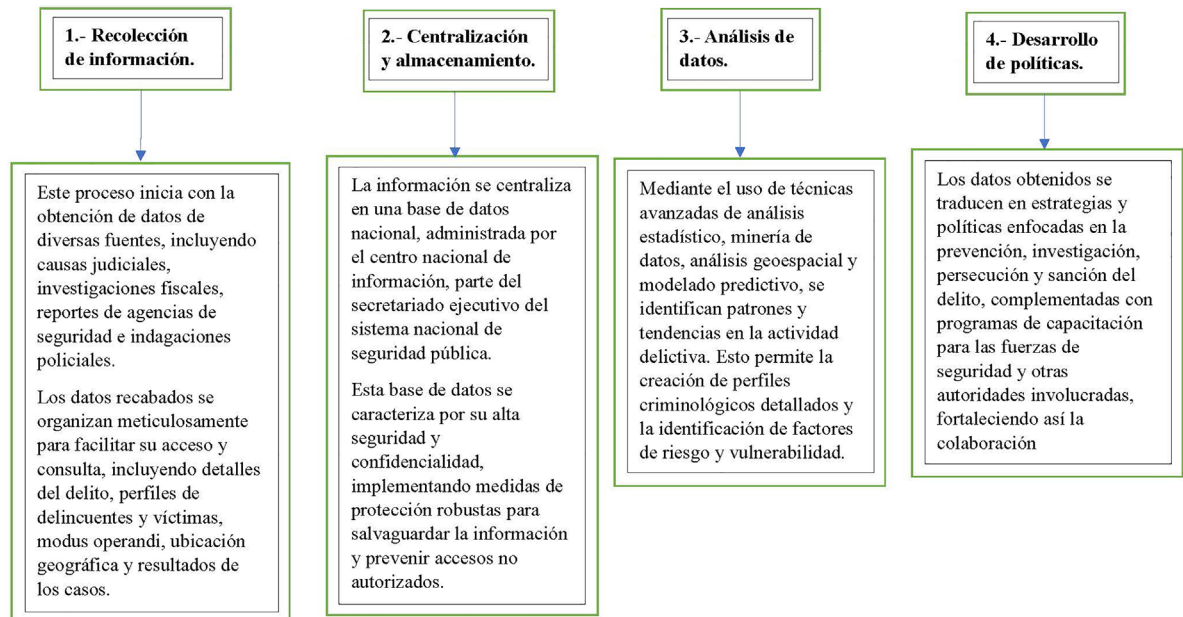 1.- Recolección
de información.
Este proceso inicia con la
obtención de datos de
diversas fuentes, incluyendo
causas judiciales,
investigaciones fiscales,
reportes de agencias de
seguridad e indagaciones
policiales.
Los datos recabados se
organizan meticulosamente
para facilitar su acceso y
consulta, incluyendo detalles
del delito, perfiles de
delincuentes y víctimas,
modus operandi, ubicación
geográfica y resultados de
los casos.
2.- Centralización
y almacenamiento.
La información se centraliza
en una base de datos
nacional, administrada por
el centro nacional de
información, parte del
secretariado ejecutivo del
sistema nacional de
seguridad pública.
Esta base de datos se
caracteriza por su alta
seguridad y
confidencialidad,
implementando medidas de
protección robustas para
salvaguardar la información
y prevenir accesos no
autorizados.
3.- Análisis de
datos.
Mediante el uso de técnicas
avanzadas de análisis
estadístico, minería de
datos, análisis geoespacial y
modelado predictivo, se
identifican patrones y
tendencias en la actividad
delictiva. Esto permite la
creación de perfiles
criminológicos detallados y
la identificación de factores
de riesgo y vulnerabilidad.
4.- Desarrollo
de políticas.
Los datos obtenidos se
traducen en estrategias y
políticas enfocadas en la
prevención, investigación,
persecución y sanción del
delito, complementadas con
programas de capacitación
para las fuerzas de
seguridad y otras
autoridades involucradas,
fortaleciendo así la
colaboración